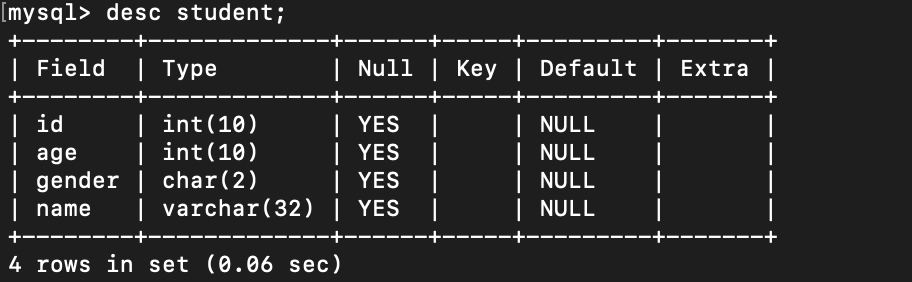 [mysql> desc student;
+--------+-------------+------+-----+---------+-------+
| Field  | Type        | Null | Key | Default | Extra |
+--------+-------------+------+-----+---------+-------+
| id     | int(10)     | YES  |     | NULL    |       |
| age    | int(10)     | YES  |     | NULL    |       |
| gender | char(2)     | YES  |     | NULL    |       |
| name   | varchar(32) | YES  |     | NULL    |       |
+--------+-------------+------+-----+---------+-------+
4 rows in set (0.06 sec)